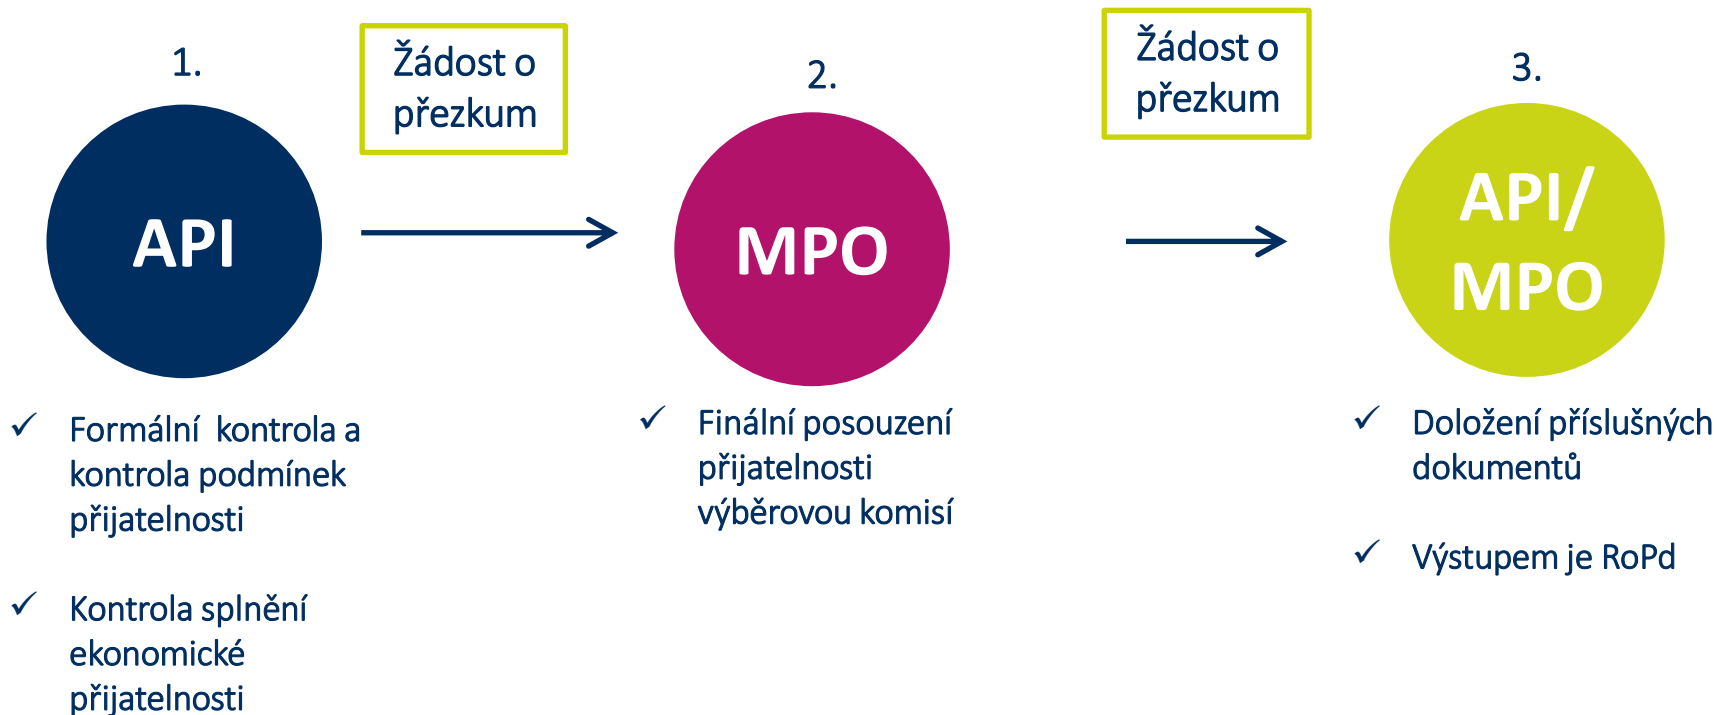 1.
API
Formální  kontrola a
kontrola podmínek
přijatelnosti
Kontrola splnění
ekonomické
přijatelnosti
Žádost o
přezkum
2.
MPO
Finální posouzení
přijatelnosti
výběrovou komisí
Žádost o
přezkum
3.
API/
MPO
Doložení příslušných
dokumentů
Výstupem je RoPd